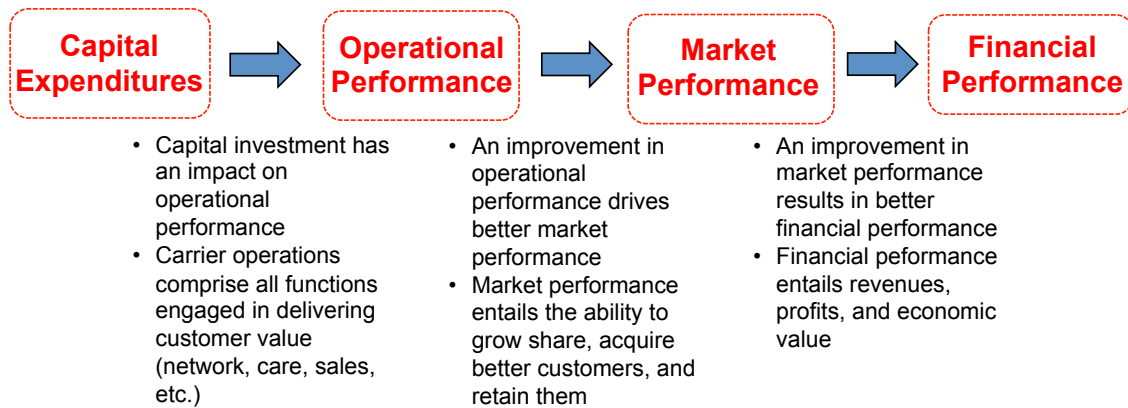 Capital
Expenditures
Operational
Performance
Market
Performance
Financial
Performance
• Capital investment has
an impact on
operational
performance
• Carrier operations
comprise all functions
engaged in delivering
customer value
(network, care, sales,
etc.)
• An improvement in
operational
performance drives
better market
performance
• Market performance
entails the ability to
grow share, acquire
better customers, and
retain them
• An improvement in
market performance
results in better
financial performance
• Financial peformance
entails revenues,
profits, and economic
value